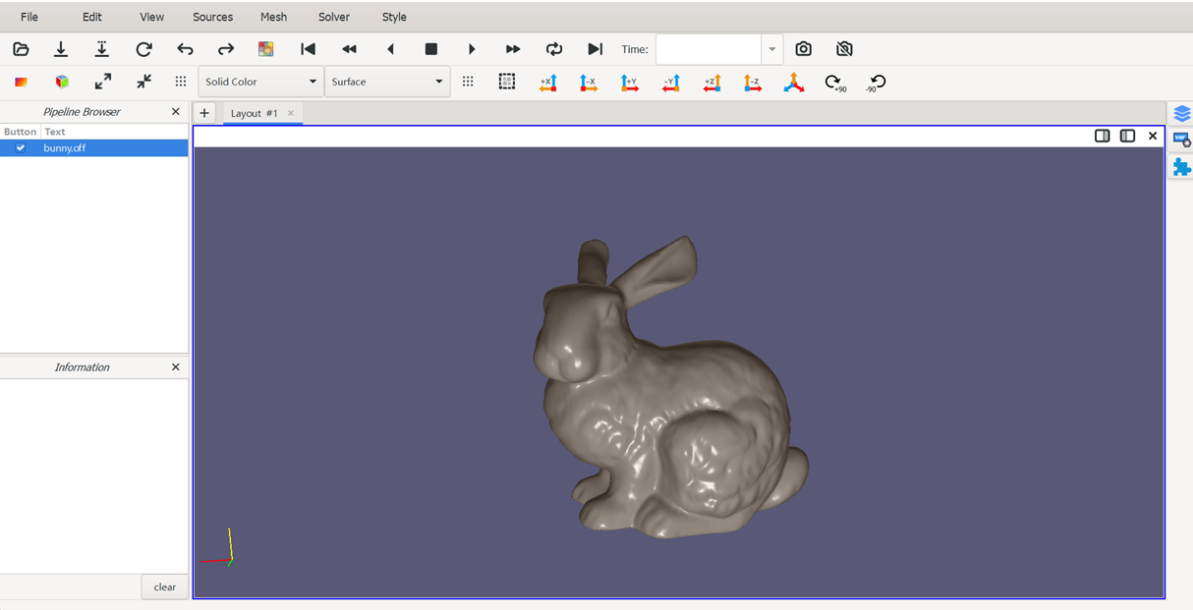 File Edit View Sources Mesh Solver Style
Time:
Solid Color Surface +X -X +Y -Y +Z -Z +90 -90
Pipeline Browser
Layout #1
Button Text
bunny.off
Information
clear